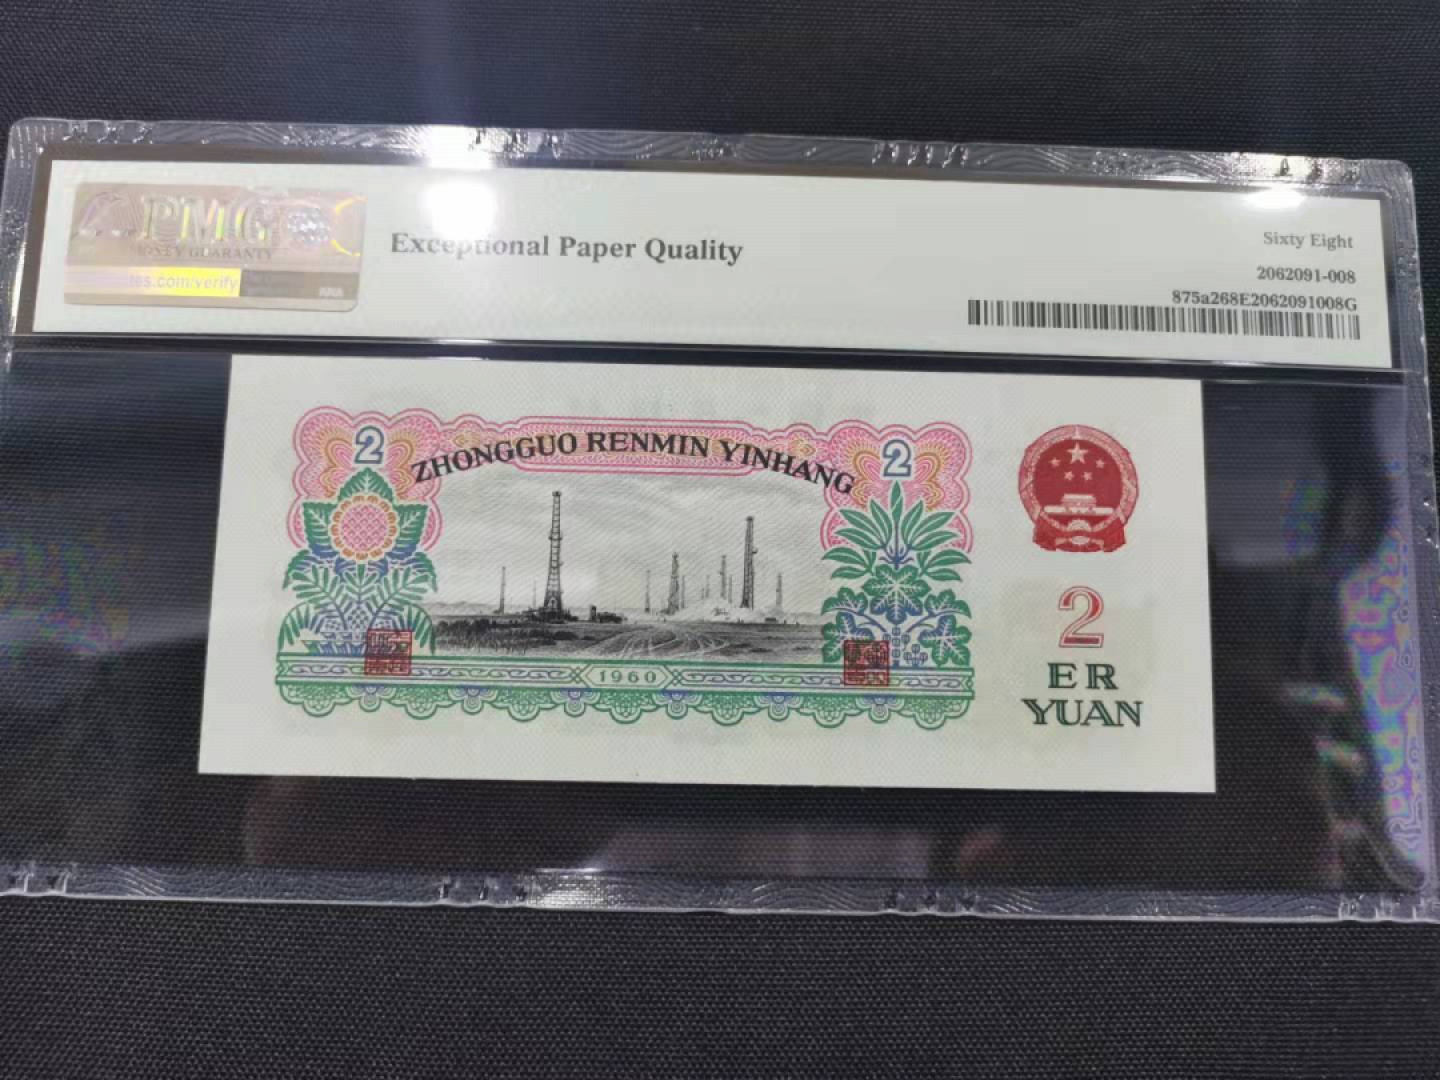 PMG
Exceptional Paper Quality
Sixty Eight
2062091-008
875a268E2062091008G
2
ZHONGGUO RENMIN YINHANG
2
2
ER
YUAN
1960